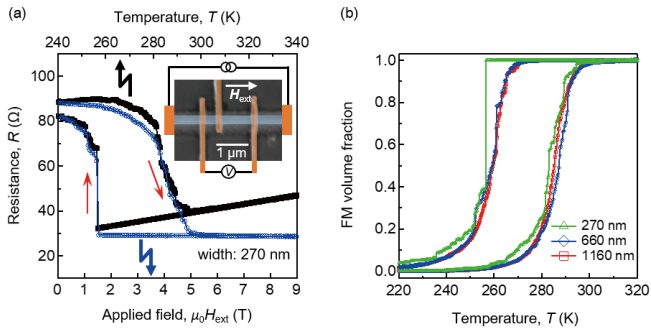 (a)
Temperature, T (K)
240 260 280 300 320 340
100
80
60
40
20
Resistance, R (Ω)
H_ext
1 μm
V
width: 270 nm
0 1 2 3 4 5 6 7 8 9
Applied field, μ₀H_ext (T)
(b)
1.0
0.8
0.6
0.4
0.2
0.0
FM volume fraction
270 nm
660 nm
1160 nm
220 240 260 280 300 320
Temperature, T (K)